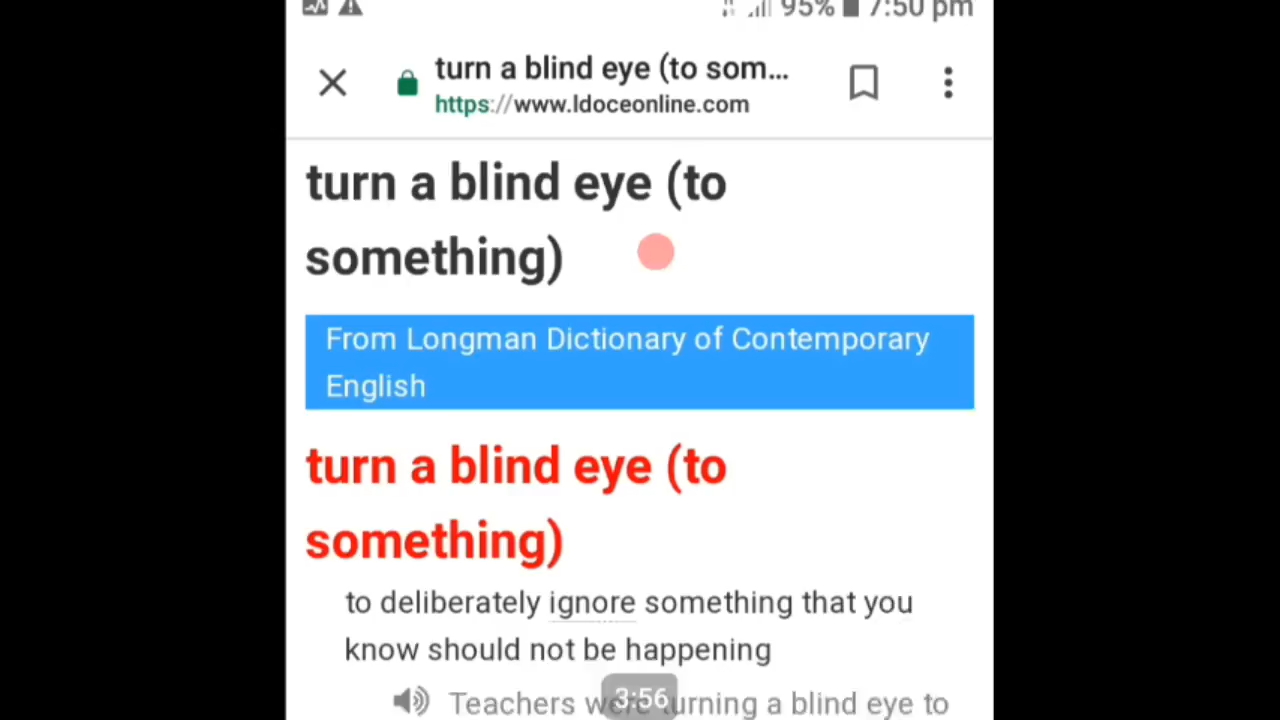 95% 7:50 pm
turn a blind eye (to som...
https://www.ldoceonline.com
turn a blind eye (to
something)
From Longman Dictionary of Contemporary
English
turn a blind eye (to
something)
to deliberately ignore something that you
know should not be happening
Teachers were turning a blind eye to
3:56